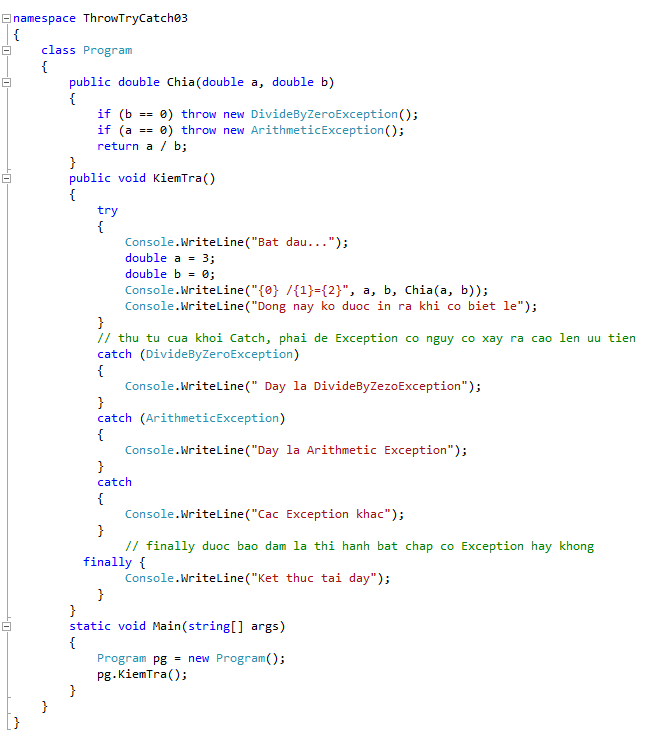 namespace ThrowTryCatch03
{
    class Program
    {
        public double Chia(double a, double b)
        {
            if (b == 0) throw new DivideByZeroException();
            if (a == 0) throw new ArithmeticException();
            return a / b;
        }
        public void KiemTra()
        {
            try
            {
                Console.WriteLine("Bat dau...");
                double a = 3;
                double b = 0;
                Console.WriteLine("{0} /{1}={2}", a, b, Chia(a, b));
                Console.WriteLine("Dong nay ko duoc in ra khi co biet le");
            }
            // thu tu cua khoi Catch, phai de Exception co nguy co xay ra cao len uu tien
            catch (DivideByZeroException)
            {
                Console.WriteLine(" Day la DivideByZezoException");
            }
            catch (ArithmeticException)
            {
                Console.WriteLine("Day la Arithmetic Exception");
            }
            catch
            {
                Console.WriteLine("Cac Exception khac");
            }
                // finally duoc bao dam la thi hanh bat chap co Exception hay khong
          finally {
                Console.WriteLine("Ket thuc tai day");
            }
        }
        static void Main(string[] args)
        {
            Program pg = new Program();
            pg.KiemTra();
        }
    }
}